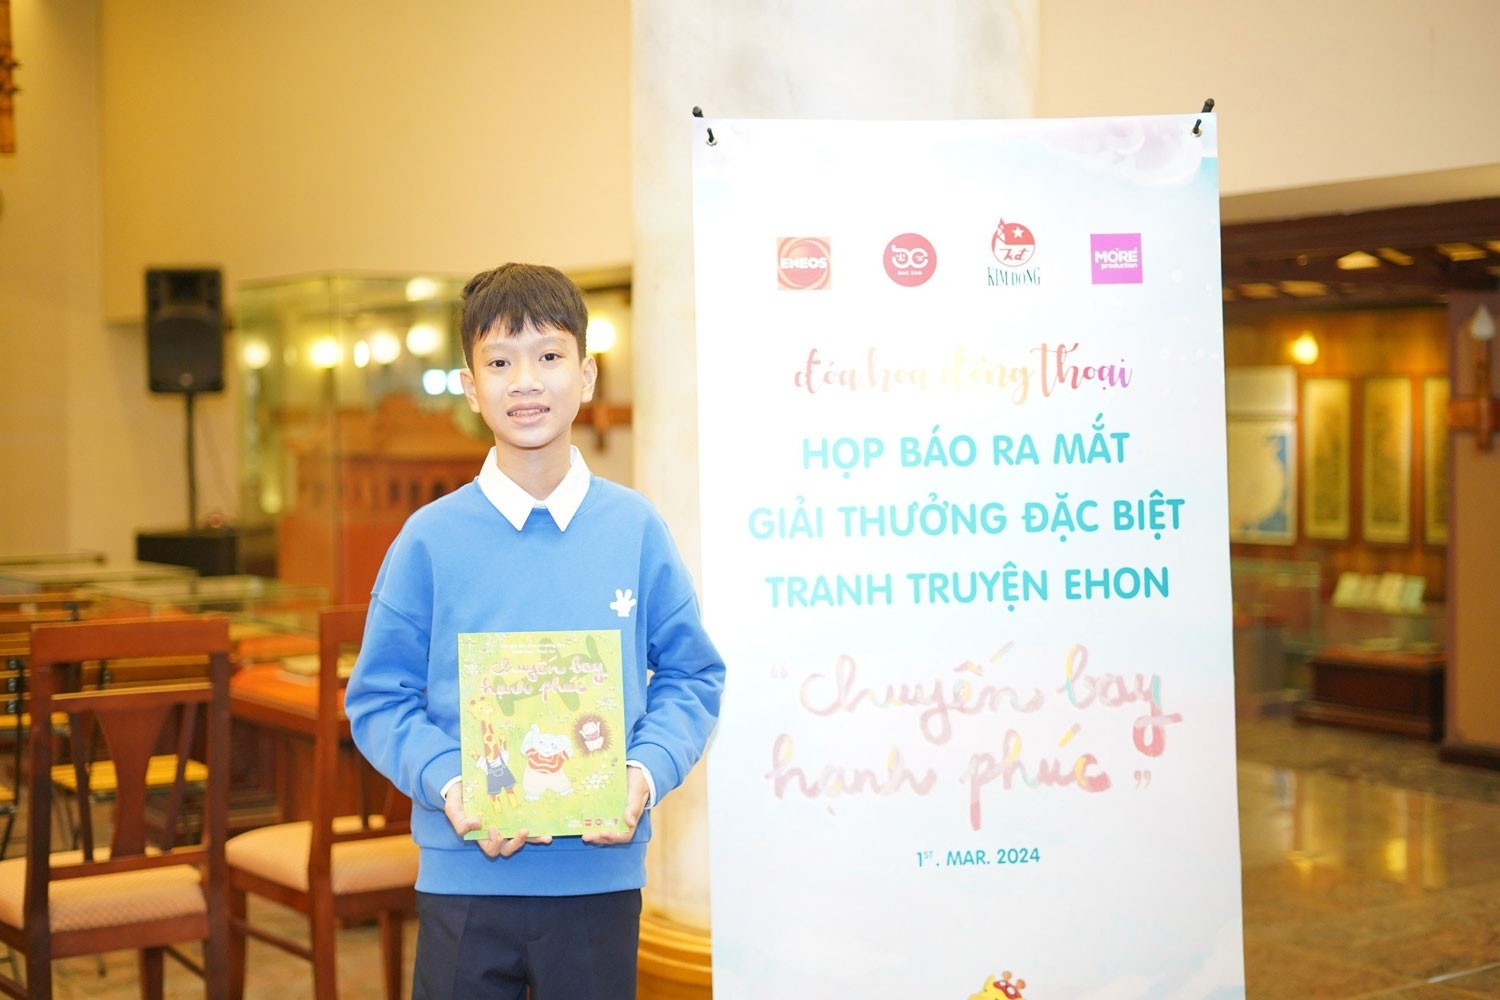 ENEOS
KIM ĐỒNG
MORE
production
đóa hoa đồng thoại
HỌP BÁO RA MẮT
GIẢI THƯỞNG ĐẶC BIỆT
TRANH TRUYỆN EHON
“chuyến bay
hạnh phúc”
1ST. MAR. 2024
chuyến bay
hạnh phúc